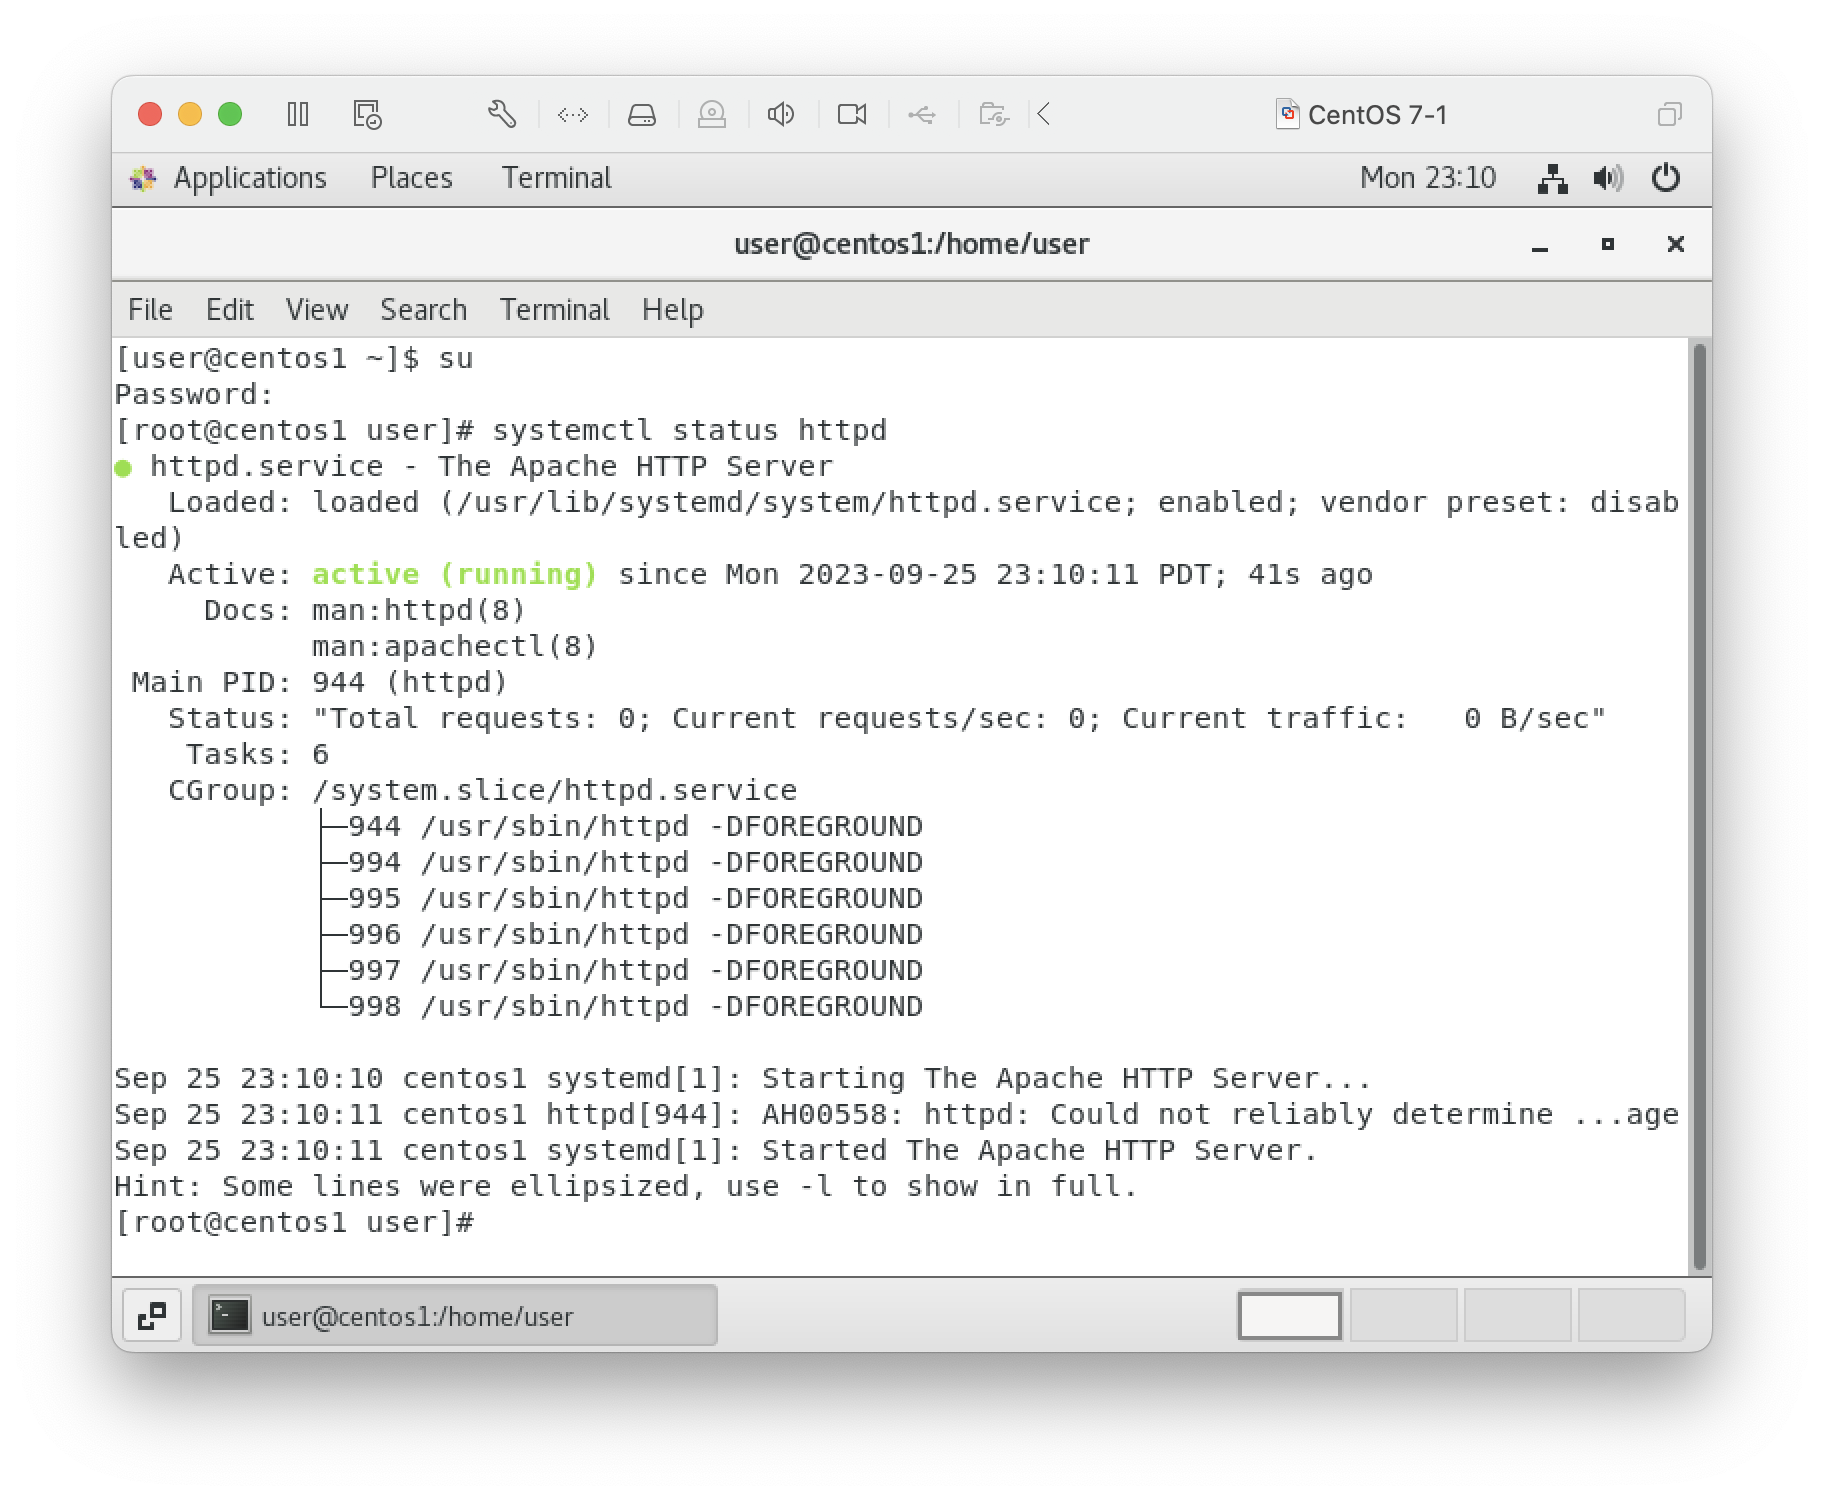 CentOS 7-1
Applications Places Terminal Mon 23:10
user@centos1:/home/user
File Edit View Search Terminal Help
[user@centos1 ~]$ su
Password:
[root@centos1 user]# systemctl status httpd
● httpd.service - The Apache HTTP Server
   Loaded: loaded (/usr/lib/systemd/system/httpd.service; enabled; vendor preset: disab
led)
   Active: active (running) since Mon 2023-09-25 23:10:11 PDT; 41s ago
     Docs: man:httpd(8)
           man:apachectl(8)
 Main PID: 944 (httpd)
   Status: "Total requests: 0; Current requests/sec: 0; Current traffic:   0 B/sec"
    Tasks: 6
   CGroup: /system.slice/httpd.service
           ├─944 /usr/sbin/httpd -DFOREGROUND
           ├─994 /usr/sbin/httpd -DFOREGROUND
           ├─995 /usr/sbin/httpd -DFOREGROUND
           ├─996 /usr/sbin/httpd -DFOREGROUND
           ├─997 /usr/sbin/httpd -DFOREGROUND
           └─998 /usr/sbin/httpd -DFOREGROUND

Sep 25 23:10:10 centos1 systemd[1]: Starting The Apache HTTP Server...
Sep 25 23:10:11 centos1 httpd[944]: AH00558: httpd: Could not reliably determine ...age
Sep 25 23:10:11 centos1 systemd[1]: Started The Apache HTTP Server.
Hint: Some lines were ellipsized, use -l to show in full.
[root@centos1 user]#
user@centos1:/home/user